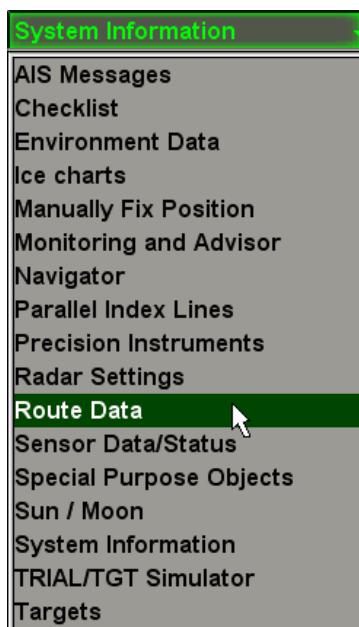 System Information
AIS Messages
Checklist
Environment Data
Ice charts
Manually Fix Position
Monitoring and Advisor
Navigator
Parallel Index Lines
Precision Instruments
Radar Settings
Route Data
Sensor Data/Status
Special Purpose Objects
Sun / Moon
System Information
TRIAL/TGT Simulator
Targets